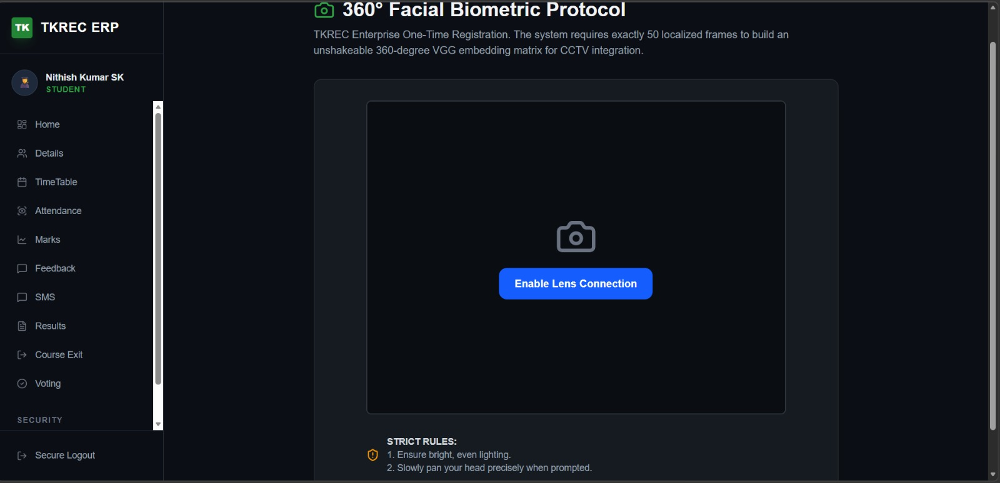 TK TKREC ERP
Nithish Kumar SK
STUDENT
Home
Details
TimeTable
Attendance
Marks
Feedback
SMS
Results
Course Exit
Voting
SECURITY
Secure Logout
360° Facial Biometric Protocol
TKREC Enterprise One-Time Registration. The system requires exactly 50 localized frames to build an
unshakeable 360-degree VGG embedding matrix for CCTV integration.
Enable Lens Connection
STRICT RULES:
1. Ensure bright, even lighting.
2. Slowly pan your head precisely when prompted.